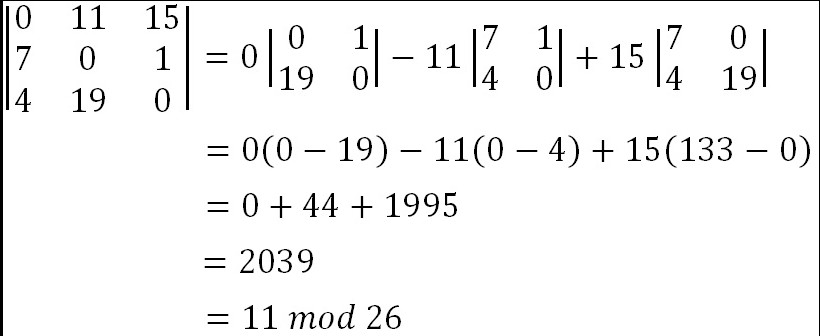 |0 11 15|
|7 0 1| = 0 |0 1| − 11 |7 1| + 15 |7 0|
|4 19 0| |19 0| |4 0| |4 19|
= 0(0 − 19) − 11(0 − 4) + 15(133 − 0)
= 0 + 44 + 1995
= 2039
= 11 mod 26